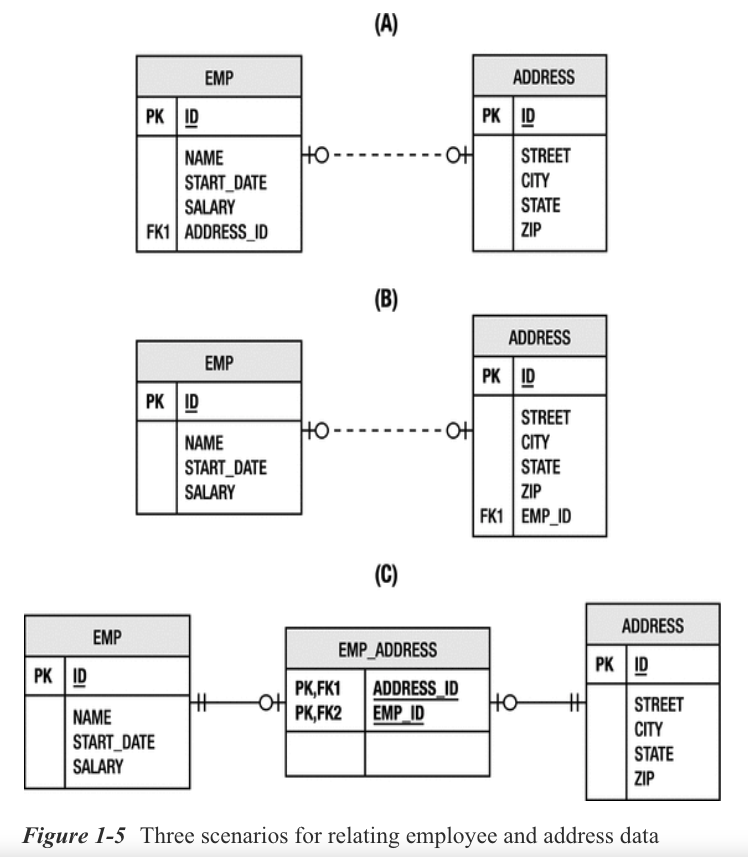 (A)
EMP
PK ID
NAME
START_DATE
SALARY
FK1 ADDRESS_ID
ADDRESS
PK ID
STREET
CITY
STATE
ZIP
(B)
EMP
PK ID
NAME
START_DATE
SALARY
ADDRESS
PK ID
STREET
CITY
STATE
ZIP
FK1 EMP_ID
(C)
EMP
PK ID
NAME
START_DATE
SALARY
EMP_ADDRESS
PK,FK1 ADDRESS_ID
PK,FK2 EMP_ID
ADDRESS
PK ID
STREET
CITY
STATE
ZIP
Figure 1-5 Three scenarios for relating employee and address data